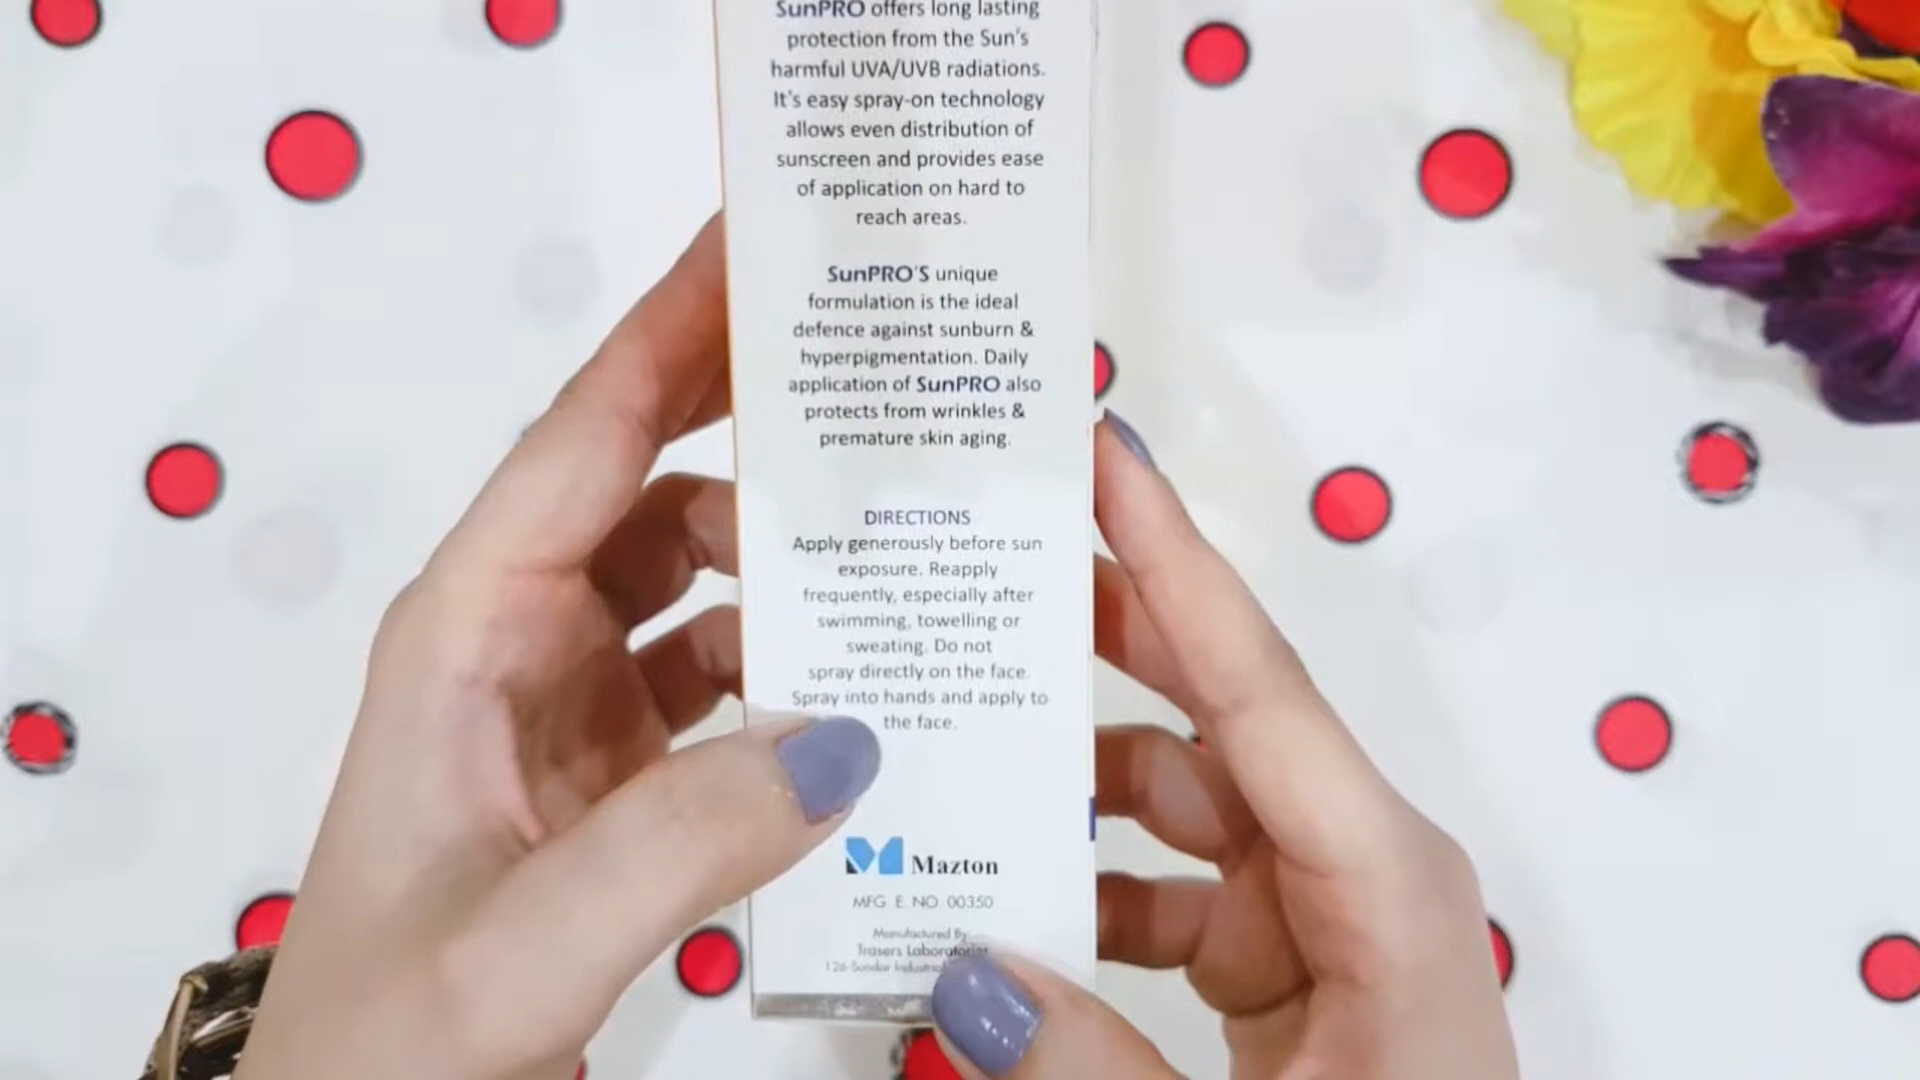 SunPRO offers long lasting
protection from the Sun's
harmful UVA/UVB radiations.
It's easy spray-on technology
allows even distribution of
sunscreen and provides ease
of application on hard to
reach areas.
SunPRO'S unique
formulation is the ideal
defence against sunburn &
hyperpigmentation. Daily
application of SunPRO also
protects from wrinkles &
premature skin aging.
DIRECTIONS
Apply generously before sun
exposure. Reapply
frequently, especially after
swimming, towelling or
sweating. Do not
spray directly on the face.
Spray into hands and apply to
the face.
Mazton
MFG. E. NO. 00350
Manufactured By:
Trasers Laboratories
126-Sundar Industrial